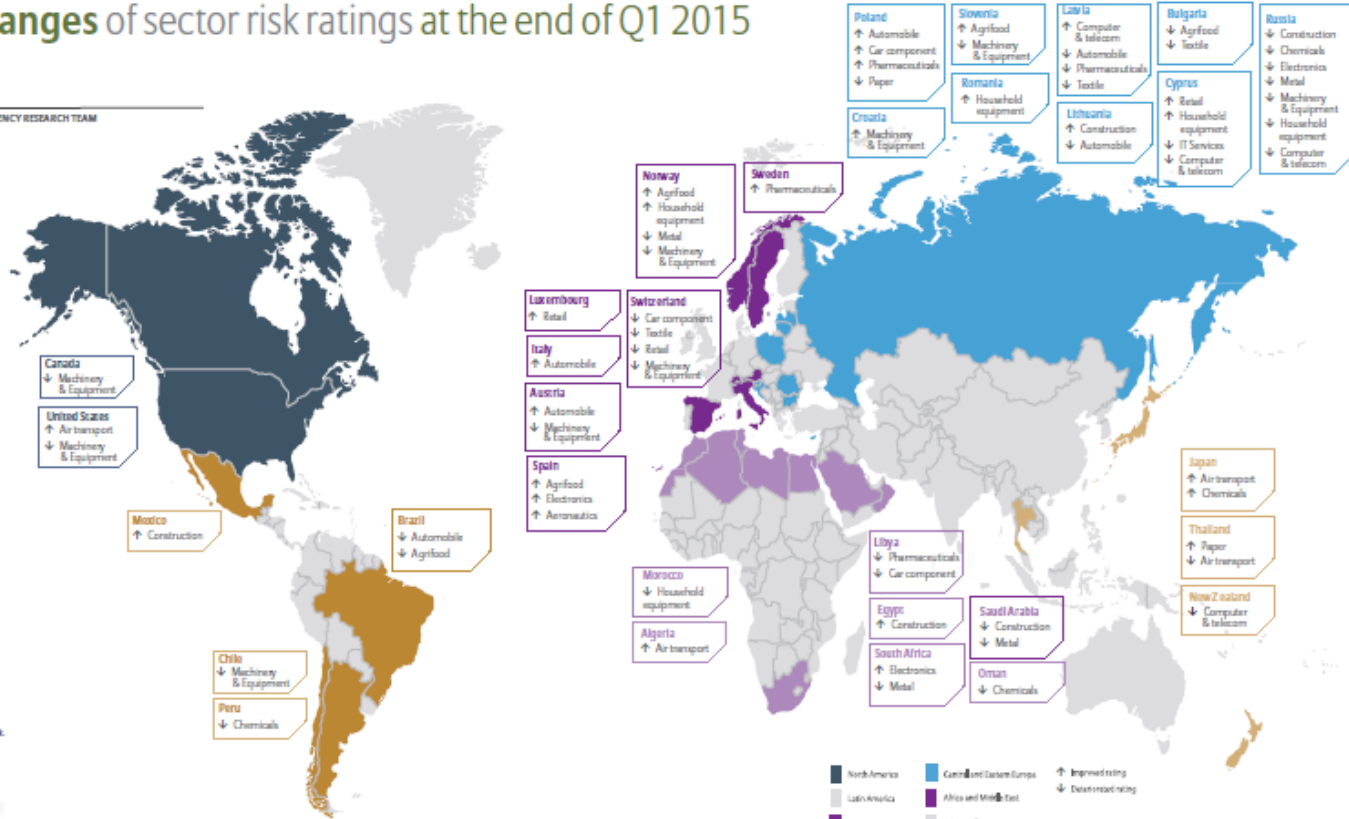 anges of sector risk ratings at the end of Q1 2015
ENCY RESEARCH TEAM
Poland
↑ Automobile
↑ Car component
↑ Pharmaceuticals
↓ Paper
Croatia
↑ Machinery
& Equipment
Slovenia
↑ Agrifood
↓ Machinery
& Equipment
Romania
↑ Household
equipment
Latvia
↑ Computer
& telecom
↓ Automobile
↓ Pharmaceuticals
↓ Textile
Lithuania
↑ Construction
↓ Automobile
Bulgaria
↓ Agrifood
↓ Textile
Cyprus
↑ Retail
↑ Household
equipment
↓ IT Services
↓ Computer
& telecom
Russia
↓ Construction
↓ Chemicals
↓ Electronics
↓ Metal
↓ Machinery
& Equipment
↓ Household
equipment
↓ Computer
& telecom
Norway
↑ Agrifood
↑ Household
equipment
↓ Metal
↓ Machinery
& Equipment
Sweden
↑ Pharmaceuticals
Luxembourg
↑ Retail
Italy
↑ Automobile
Austria
↑ Automobile
↓ Machinery
& Equipment
Spain
↑ Agrifood
↑ Electronics
↑ Aeronautics
Switzerland
↓ Car component
↓ Textile
↓ Retail
↓ Machinery
& Equipment
Canada
↓ Machinery
& Equipment
United States
↑ Air transport
↓ Machinery
& Equipment
Mexico
↑ Construction
Brazil
↓ Automobile
↓ Agrifood
Chile
↓ Machinery
& Equipment
Peru
↓ Chemicals
Morocco
↓ Household
equipment
Algeria
↑ Air transport
Libya
↓ Pharmaceuticals
↓ Car component
Egypt
↑ Construction
South Africa
↑ Electronics
↓ Metal
Saudi Arabia
↓ Construction
↓ Metal
Oman
↓ Chemicals
Japan
↑ Air transport
↑ Chemicals
Thailand
↑ Paper
↓ Air transport
New Zealand
↓ Computer
& telecom
North America
Latin America
Central and Eastern Europe
Africa and Middle East
↑ Improved rating
↓ Deteriorated rating